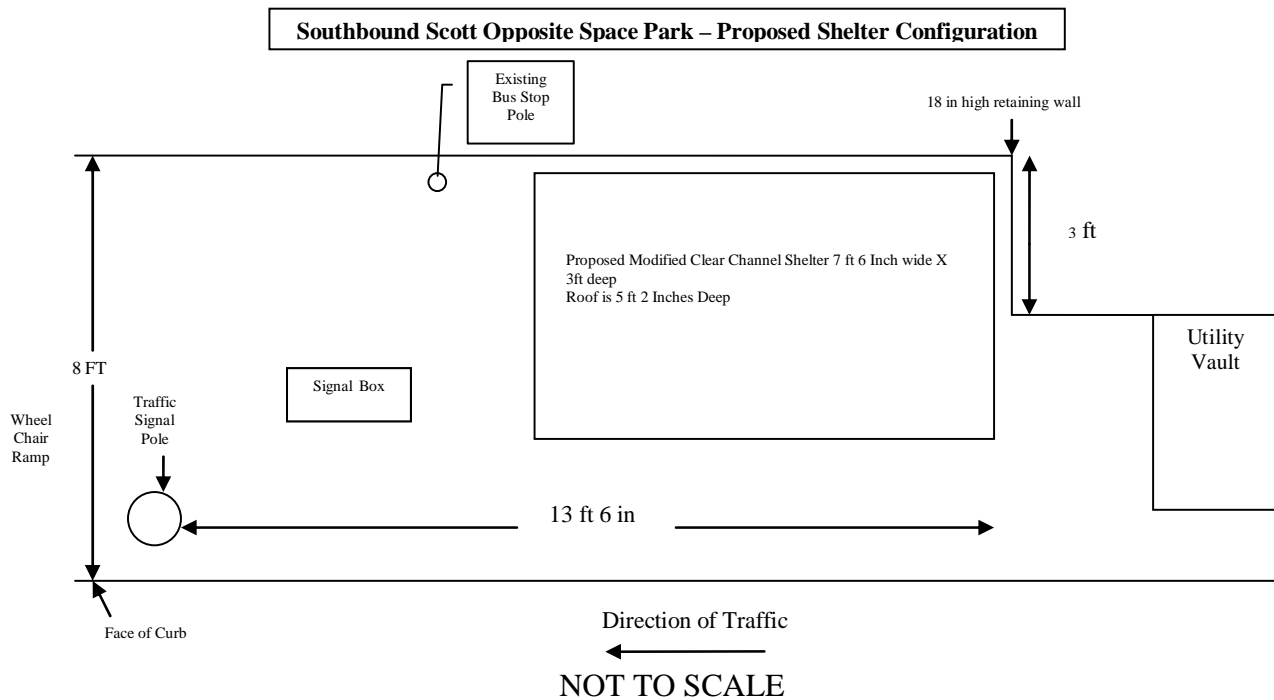 Southbound Scott Opposite Space Park – Proposed Shelter Configuration
Existing
Bus Stop
Pole
18 in high retaining wall
3 ft
Proposed Modified Clear Channel Shelter 7 ft 6 Inch wide X
3ft deep
Roof is 5 ft 2 Inches Deep
Utility
Vault
8 FT
Signal Box
Traffic
Signal
Pole
Wheel
Chair
Ramp
13 ft 6 in
Face of Curb
Direction of Traffic
NOT TO SCALE